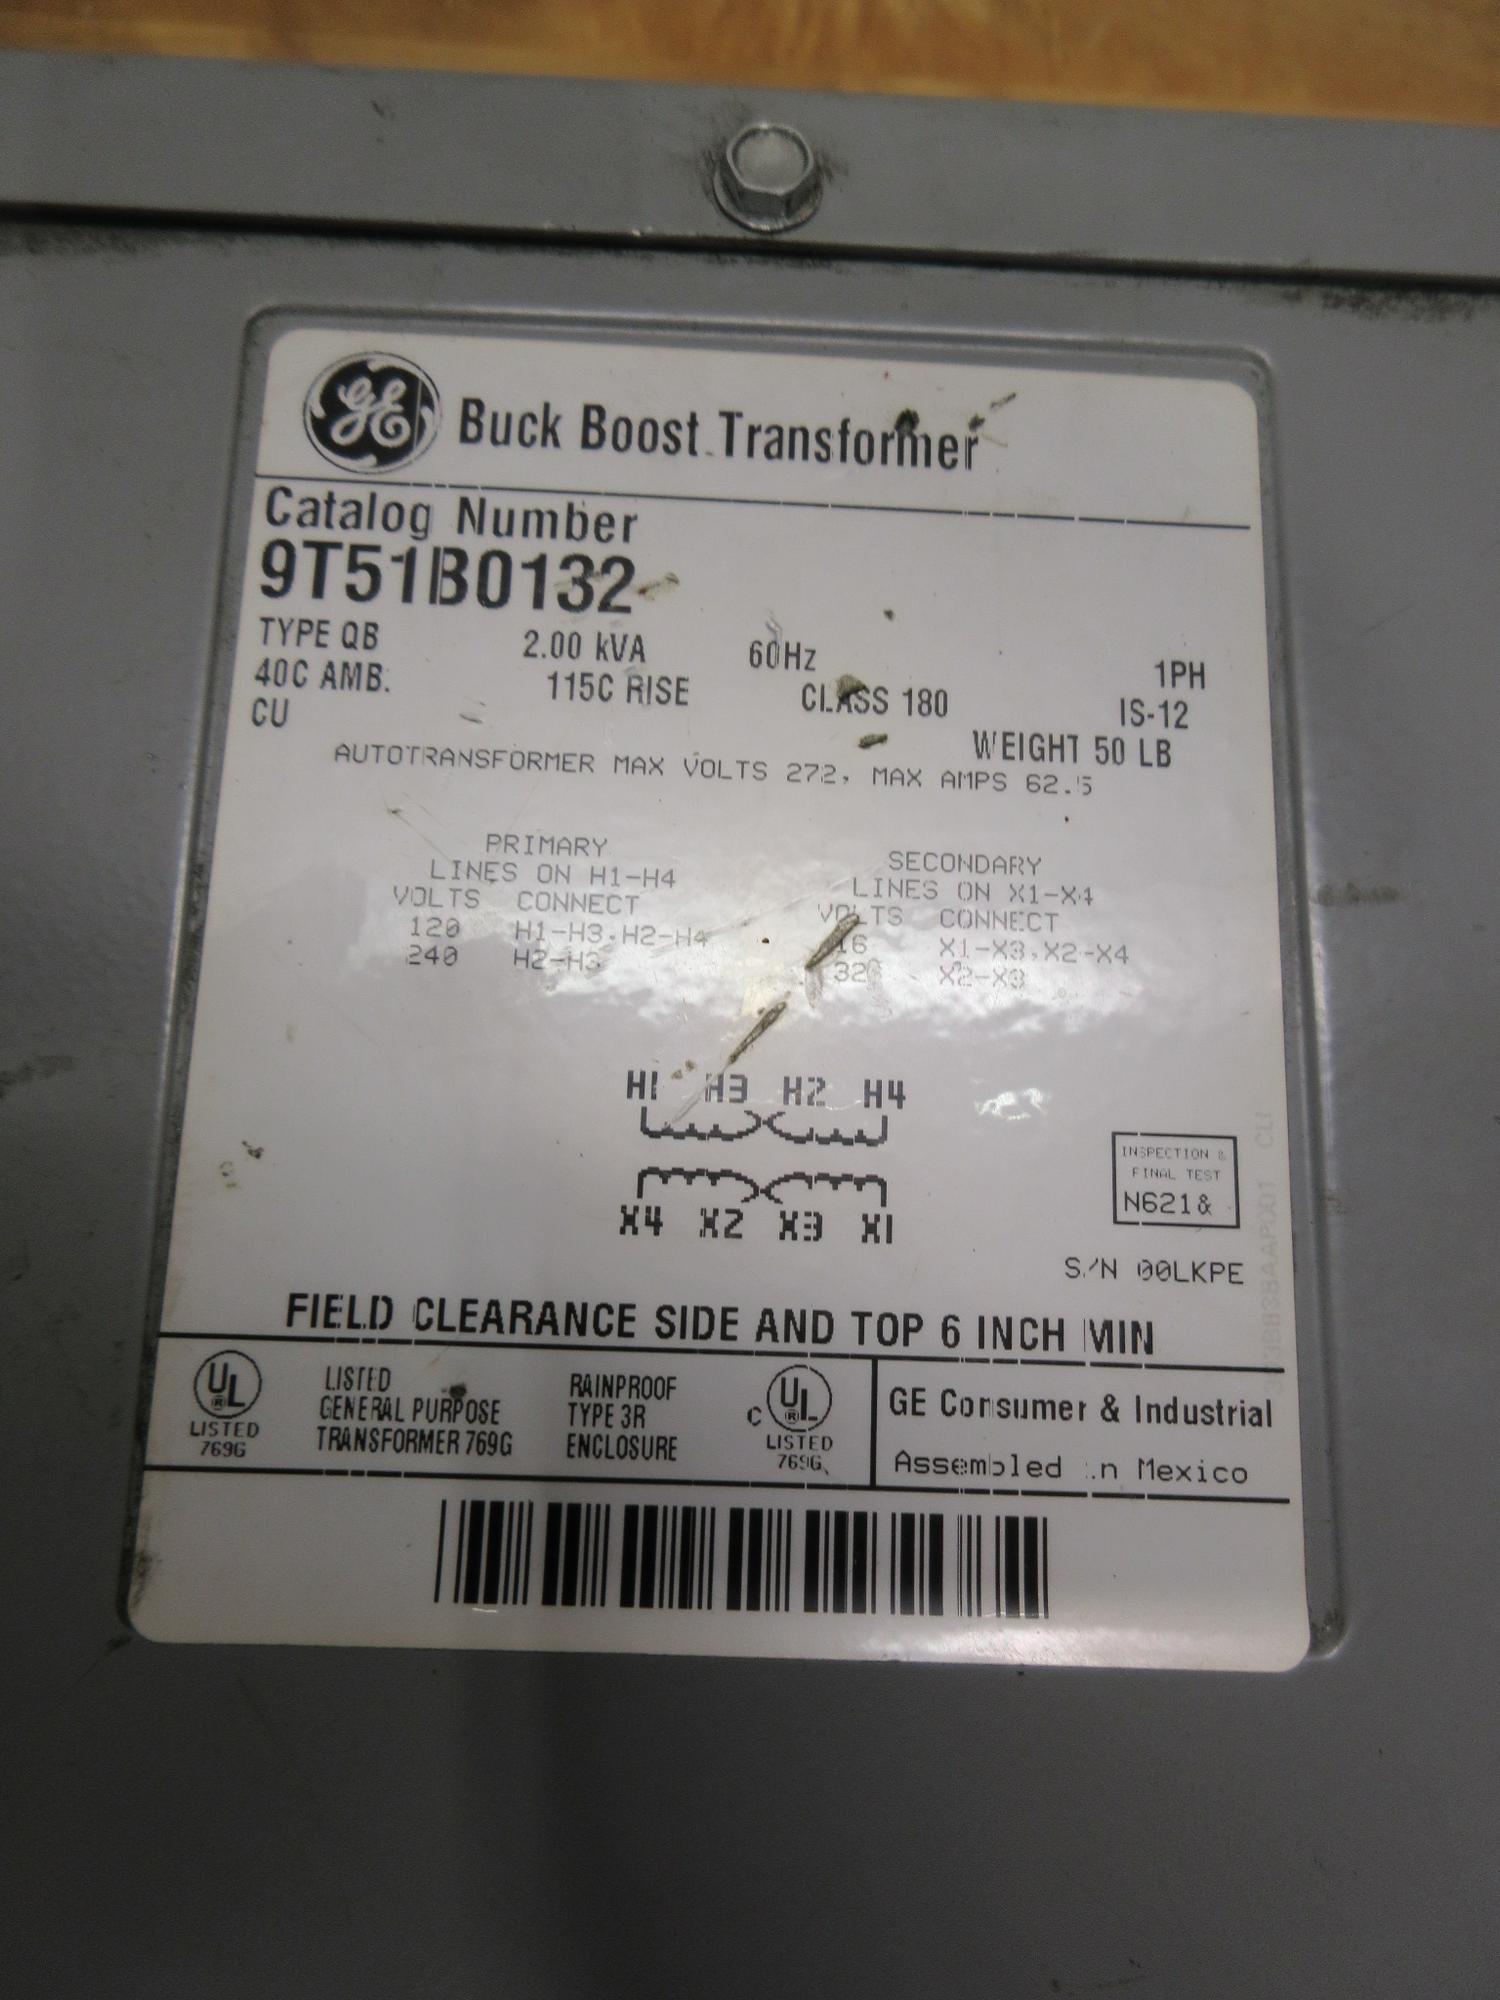 GE Buck Boost Transformer
Catalog Number
9T51B0132
TYPE QB 2.00 kVA 60Hz 1PH
40C AMB. 115C RISE CLASS 180 IS-12
CU WEIGHT 50 LB
AUTOTRANSFORMER MAX VOLTS 272, MAX AMPS 62.5
PRIMARY
LINES ON H1-H4
VOLTS CONNECT
120 H1-H3,H2-H4
240 H2-H3
SECONDARY
LINES ON X1-X4
VOLTS CONNECT
16 X1-X3,X2-X4
32 X2-X3
H1 H3 H2 H4
X4 X2 X3 X1
INSPECTION &
FINAL TEST
N621&
S/N 00LKPE
FIELD CLEARANCE SIDE AND TOP 6 INCH MIN
UL
LISTED
769G
LISTED
GENERAL PURPOSE
TRANSFORMER 769G
RAINPROOF
TYPE 3R
ENCLOSURE
C UL
LISTED
769G
GE Consumer & Industrial
Assembled in Mexico